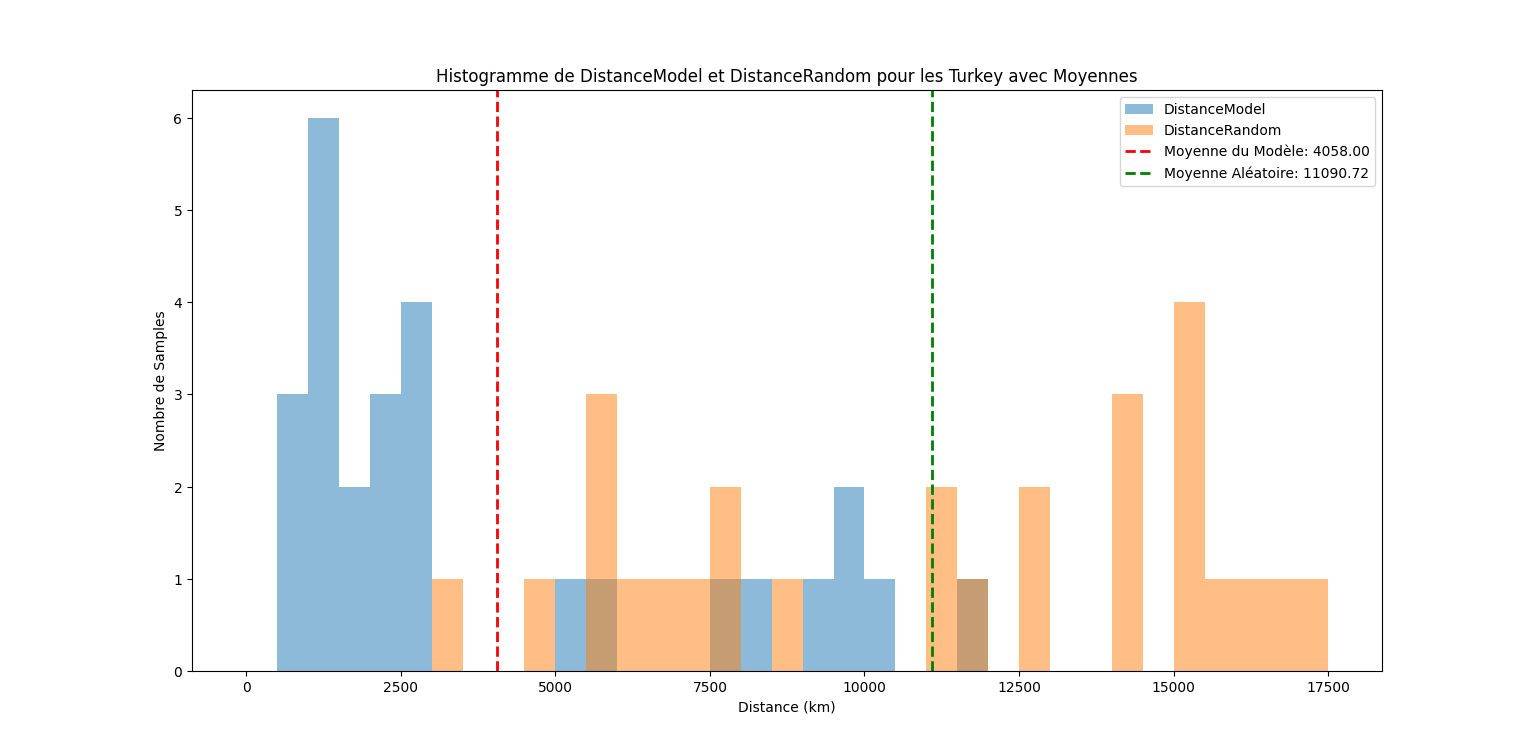 Histogramme de DistanceModel et DistanceRandom pour les Turkey avec Moyennes
DistanceModel
DistanceRandom
Moyenne du Modèle: 4058.00
Moyenne Aléatoire: 11090.72
6
5
4
3
2
1
0
Nombre de Samples
0 2500 5000 7500 10000 12500 15000 17500
Distance (km)